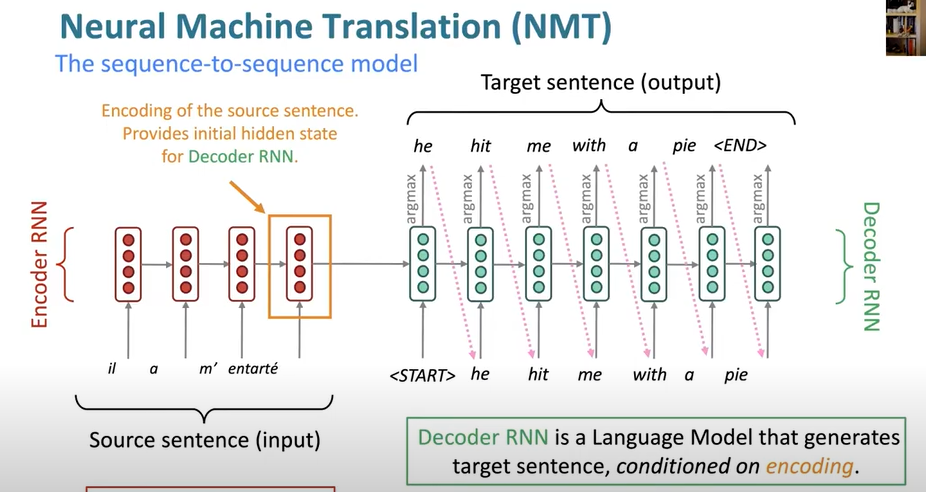 Neural Machine Translation (NMT)
The sequence-to-sequence model
Encoding of the source sentence.
Provides initial hidden state
for Decoder RNN.
Target sentence (output)
he hit me with a pie <END>
argmax argmax argmax argmax argmax argmax argmax
Encoder RNN
Decoder RNN
il a m’ entarté
<START> he hit me with a pie
Source sentence (input)
Decoder RNN is a Language Model that generates
target sentence, conditioned on encoding.